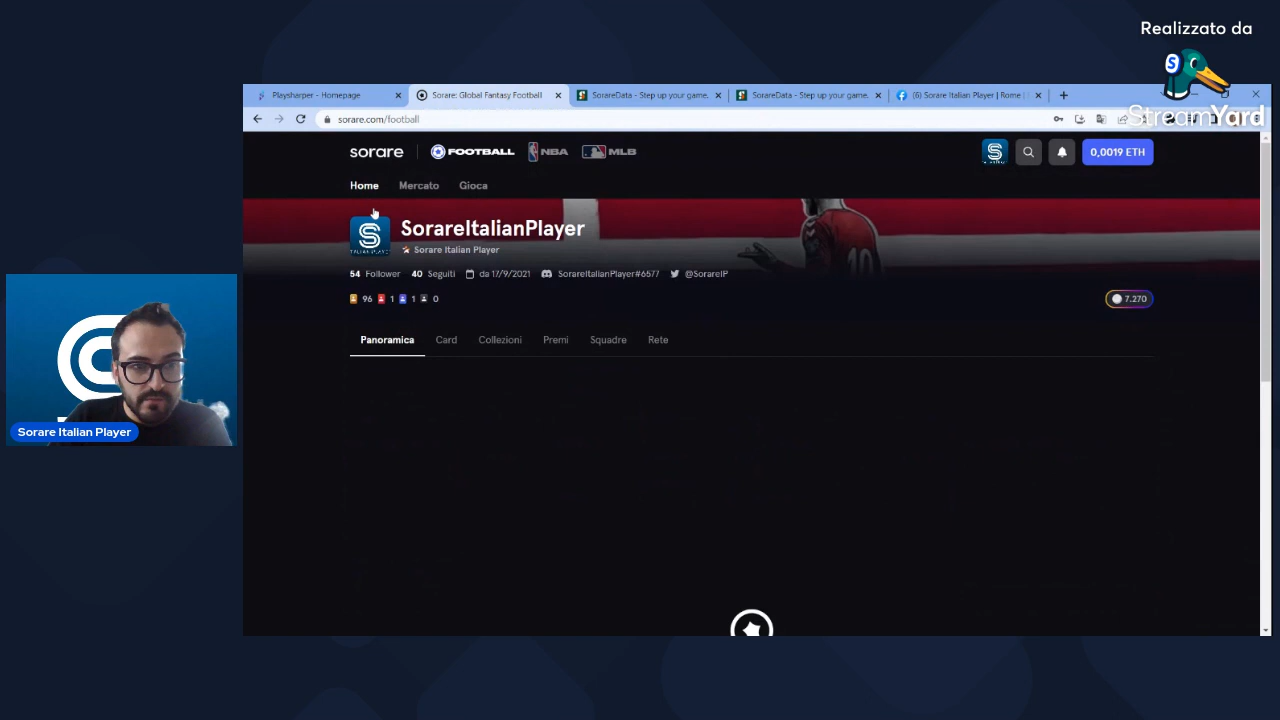 Realizzato da
StreamYard
Playsharper - Homepage
Sorare: Global Fantasy Football
SorareData - Step up your game.
SorareData - Step up your game.
(6) Sorare Italian Player | Rome |
sorare.com/football
sorare
FOOTBALL
NBA
MLB
0,0019 ETH
Home Mercato Gioca
SorareItalianPlayer
Sorare Italian Player
54 Follower 40 Seguiti da 17/9/2021 SorareItalianPlayer#6577 @SorareIP
96 1 1 0
7.270
Panoramica Card Collezioni Premi Squadre Rete
Sorare Italian Player